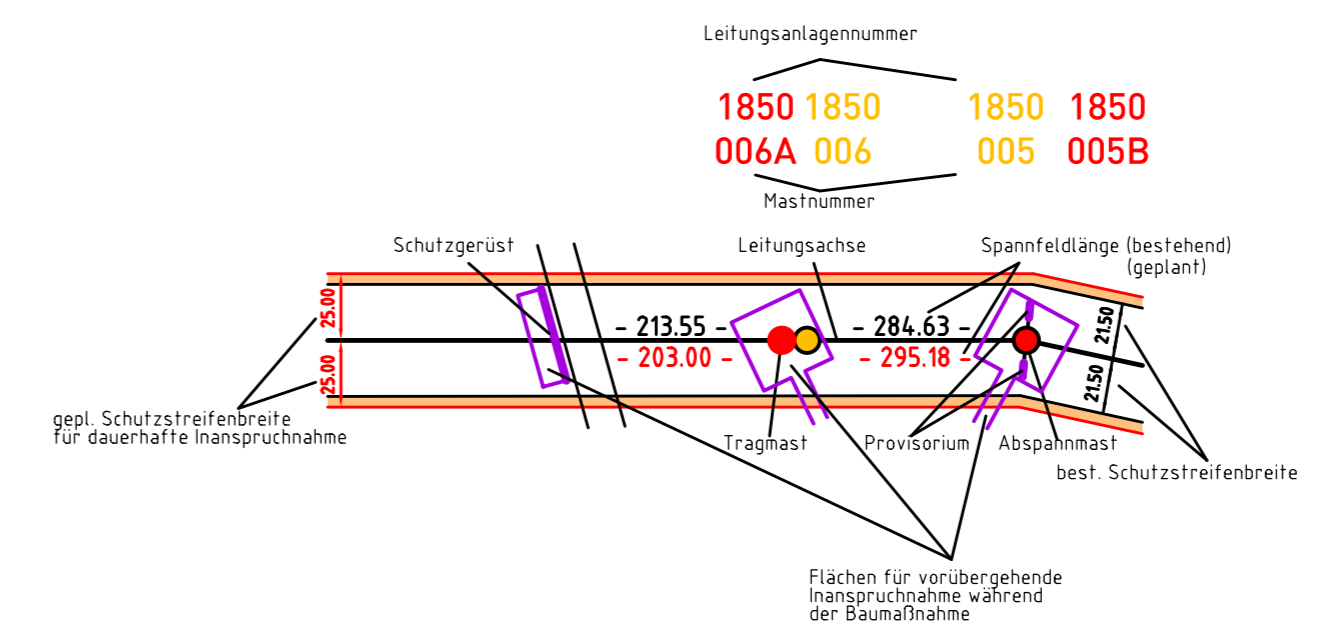 Leitungsanlagennummer
1850 1850 1850 1850
006A 006 005 005B
Mastnummer
Schutzgerüst Leitungsachse Spannfeldlänge (bestehend)
(geplant)
25.00 - 213.55 - - 284.63 - 21.50
25.00 - 203.00 - - 295.18 - 21.50
gepl. Schutzstreifenbreite
für dauerhafte Inanspruchnahme
Tragmast Provisorium Abspannmast
best. Schutzstreifenbreite
Flächen für vorübergehende
Inanspruchnahme während
der Baumaßnahme